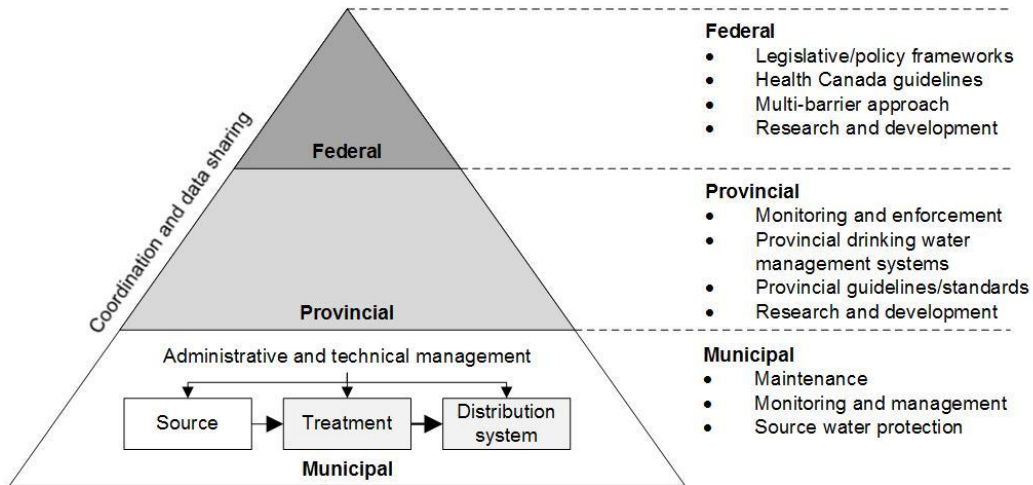 Coordination and data sharing
Federal
Provincial
Administrative and technical management
Source
Treatment
Distribution
system
Municipal
Federal
• Legislative/policy frameworks
• Health Canada guidelines
• Multi-barrier approach
• Research and development
Provincial
• Monitoring and enforcement
• Provincial drinking water
management systems
• Provincial guidelines/standards
• Research and development
Municipal
• Maintenance
• Monitoring and management
• Source water protection